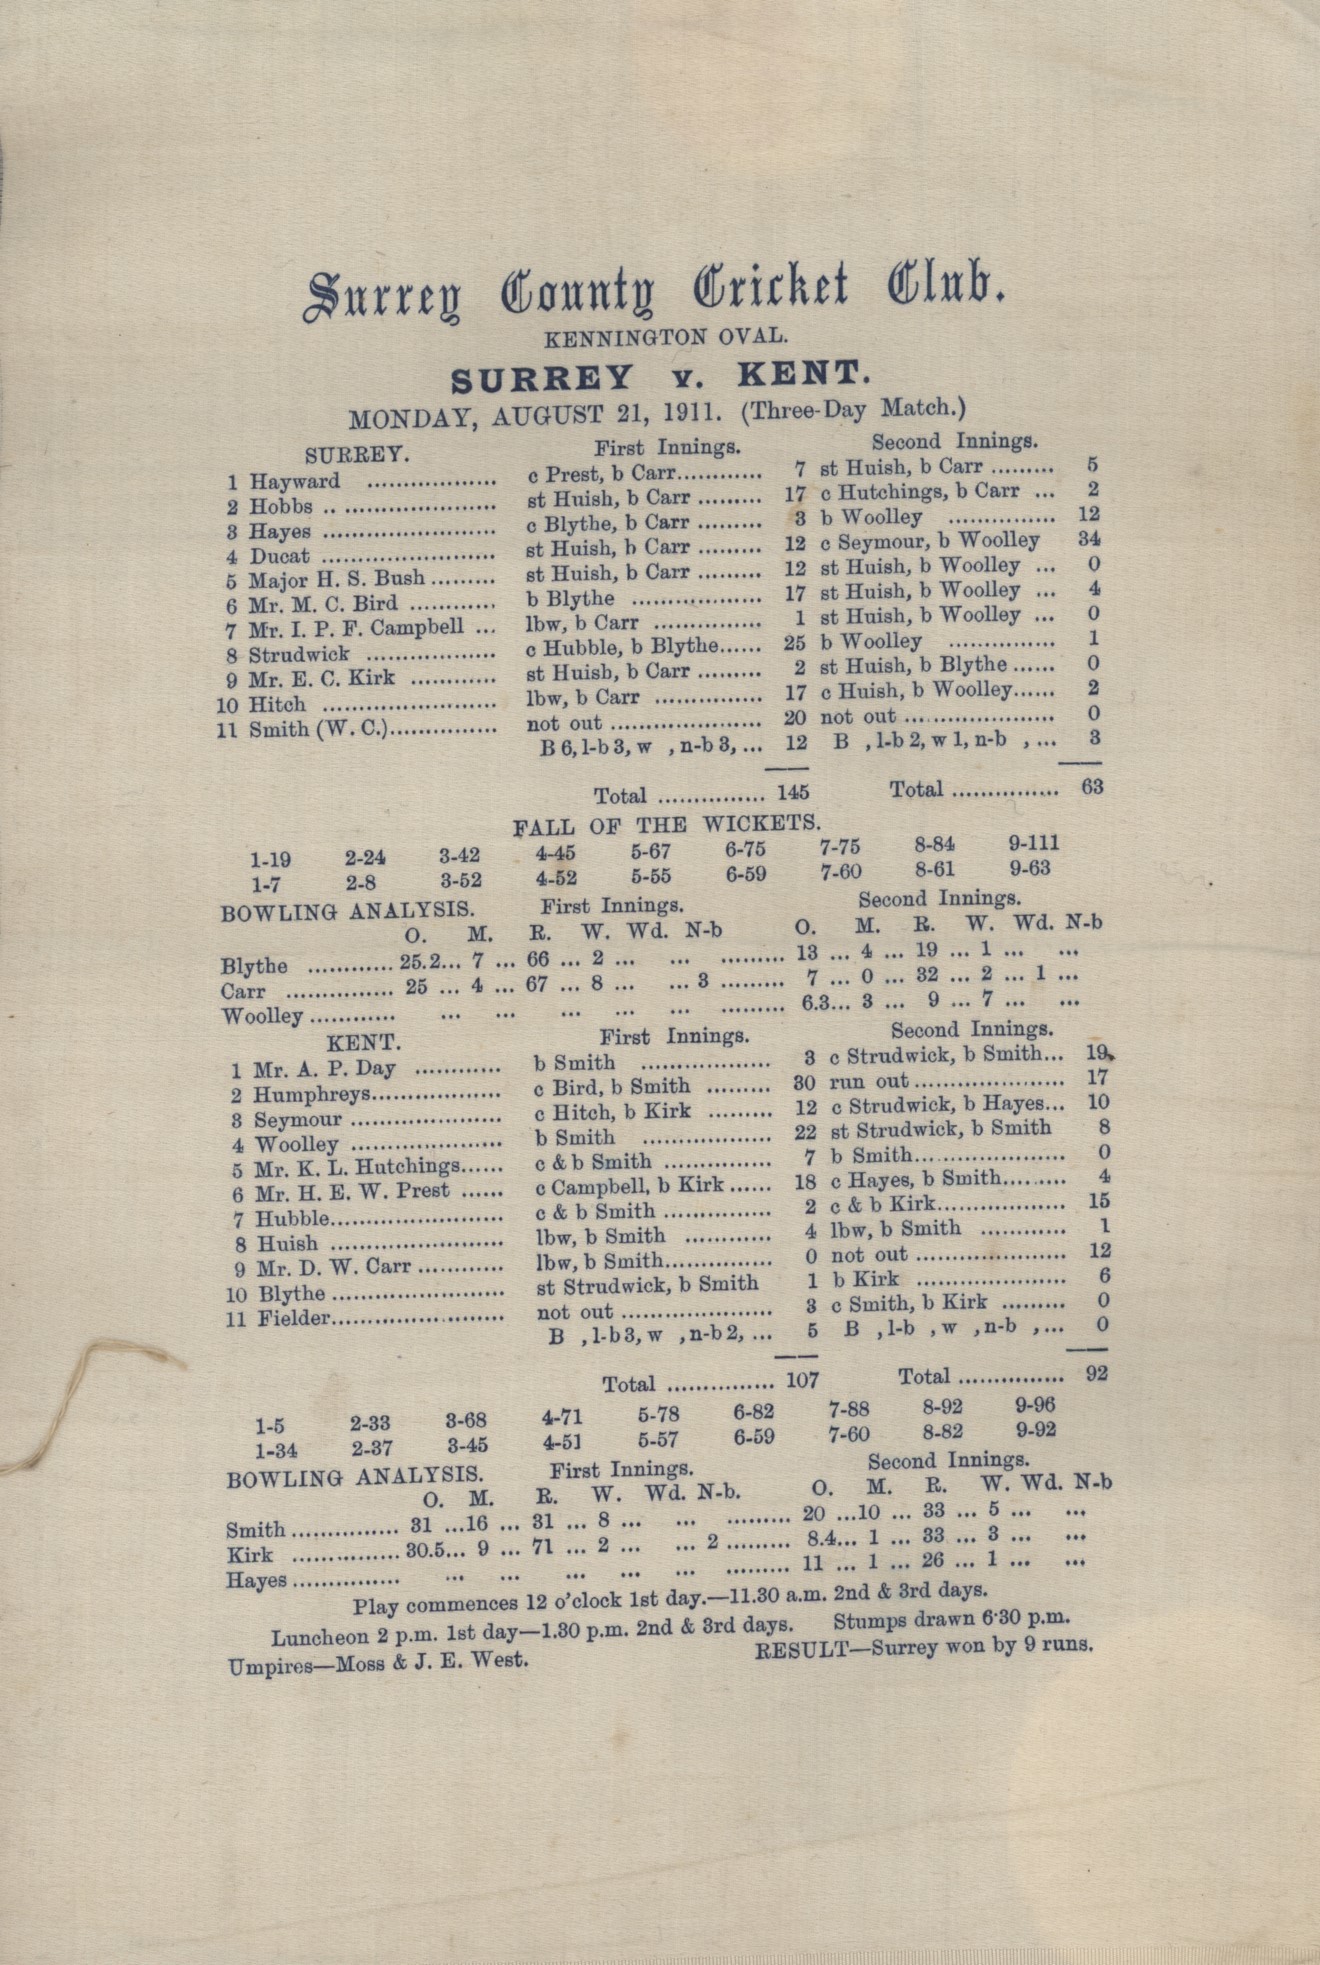 Surrey County Cricket Club.
KENNINGTON OVAL.
SURREY v. KENT.
MONDAY, AUGUST 21, 1911. (Three-Day Match.)
SURREY. First Innings. Second Innings.
1 Hayward .................. c Prest, b Carr............ 7 st Huish, b Carr ......... 5
2 Hobbs .. ..................... st Huish, b Carr ......... 17 c Hutchings, b Carr ... 2
3 Hayes ........................ c Blythe, b Carr ......... 3 b Woolley ............... 12
4 Ducat ........................ st Huish, b Carr ......... 12 c Seymour, b Woolley 34
5 Major H. S. Bush ......... st Huish, b Carr ......... 12 st Huish, b Woolley ... 0
6 Mr. M. C. Bird ............ b Blythe .................. 17 st Huish, b Woolley ... 4
7 Mr. I. P. F. Campbell ... lbw, b Carr ............... 1 st Huish, b Woolley ... 0
8 Strudwick .................. c Hubble, b Blythe...... 25 b Woolley ............... 1
9 Mr. E. C. Kirk ............ st Huish, b Carr ......... 2 st Huish, b Blythe ...... 0
10 Hitch ........................ lbw, b Carr ............... 17 c Huish, b Woolley...... 2
11 Smith (W. C.)............... not out ..................... 20 not out ..................... 0
B 6, l-b 3, w , n-b 3, ... 12 B , l-b 2, w 1, n-b , ... 3
Total ............... 145 Total ............... 63
FALL OF THE WICKETS.
1-19 2-24 3-42 4-45 5-67 6-75 7-75 8-84 9-111
1-7 2-8 3-52 4-52 5-55 6-59 7-60 8-61 9-63
BOWLING ANALYSIS. First Innings. Second Innings.
O. M. R. W. Wd. N-b O. M. R. W. Wd. N-b
Blythe ............ 25.2... 7 ... 66 ... 2 ... ... ......... 13 ... 4 ... 19 ... 1 ... ...
Carr ............... 25 ... 4 ... 67 ... 8 ... ... 3 ......... 7 ... 0 ... 32 ... 2 ... 1 ...
Woolley ............ ... ... ... ... ... ......... 6.3... 3 ... 9 ... 7 ... ...
KENT. First Innings. Second Innings.
1 Mr. A. P. Day ............ b Smith .................. 3 c Strudwick, b Smith... 19
2 Humphreys.................. c Bird, b Smith ......... 30 run out ..................... 17
3 Seymour ..................... c Hitch, b Kirk ......... 12 c Strudwick, b Hayes... 10
4 Woolley ..................... b Smith .................. 22 st Strudwick, b Smith 8
5 Mr. K. L. Hutchings...... c & b Smith ............... 7 b Smith..................... 0
6 Mr. H. E. W. Prest ...... c Campbell, b Kirk ...... 18 c Hayes, b Smith......... 4
7 Hubble........................ c & b Smith ............... 2 c & b Kirk.................. 15
8 Huish ........................ lbw, b Smith ............ 4 lbw, b Smith ............ 1
9 Mr. D. W. Carr ............ lbw, b Smith............... 0 not out ..................... 12
10 Blythe ........................ st Strudwick, b Smith 1 b Kirk ..................... 6
11 Fielder........................ not out ..................... 3 c Smith, b Kirk ......... 0
B , l-b 3, w , n-b 2, ... 5 B , l-b , w , n-b , ... 0
Total ............... 107 Total ............... 92
1-5 2-33 3-68 4-71 5-78 6-82 7-88 8-92 9-96
1-34 2-37 3-45 4-51 5-57 6-59 7-60 8-82 9-92
BOWLING ANALYSIS. First Innings. Second Innings.
O. M. R. W. Wd. N-b. O. M. R. W. Wd. N-b
Smith ............... 31 ...16 ... 31 ... 8 ... ... ......... 20 ...10 ... 33 ... 5 ... ...
Kirk ............... 30.5... 9 ... 71 ... 2 ... ... 2 ......... 8.4... 1 ... 33 ... 3 ... ...
Hayes ............... ... ... ... ... ... ......... 11 ... 1 ... 26 ... 1 ... ...
Play commences 12 o'clock 1st day.—11.30 a.m. 2nd & 3rd days.
Luncheon 2 p.m. 1st day—1.30 p.m. 2nd & 3rd days. Stumps drawn 6·30 p.m.
Umpires—Moss & J. E. West. RESULT—Surrey won by 9 runs.